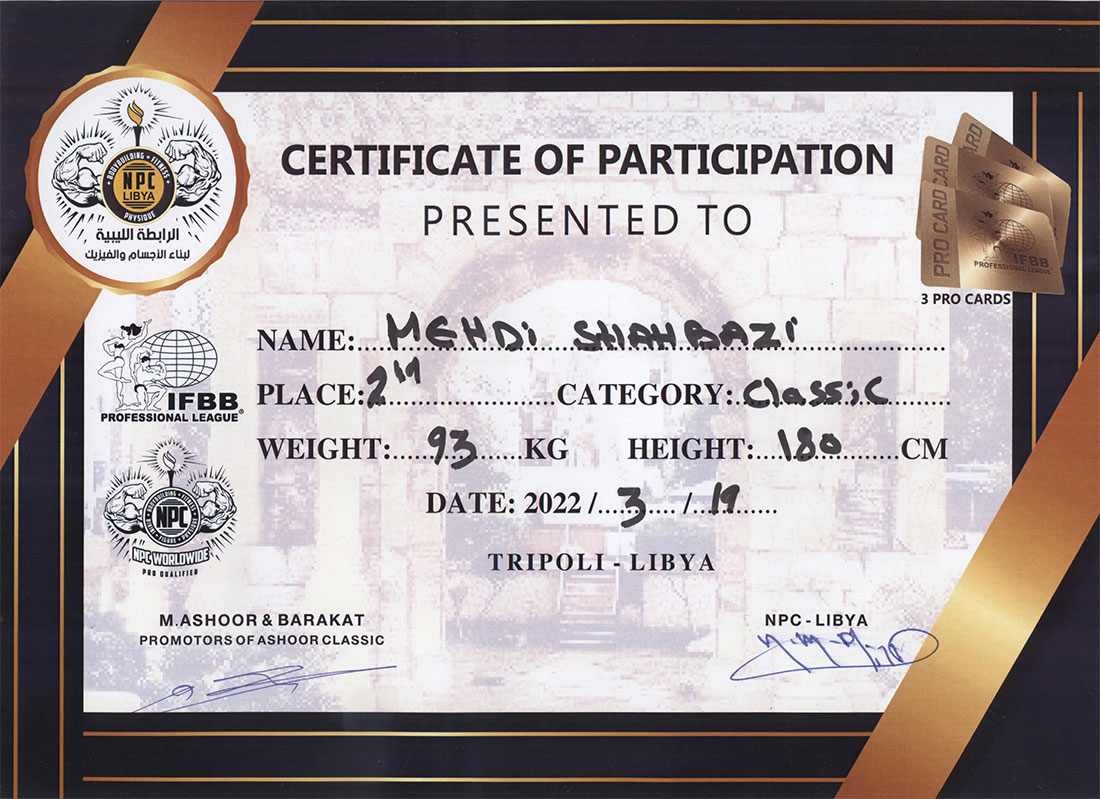 CERTIFICATE OF PARTICIPATION
PRESENTED TO
BODYBUILDING • FITNESS
NPC
LIBYA
PHYSIQUE
الرابطة الليبية
لبناء الأجسام والفيزيك
PRO CARD
PRO CARD
IFBB
PROFESSIONAL LEAGUE
3 PRO CARDS
NAME:...MEHDi SHAHBAZi...
IFBB
PROFESSIONAL LEAGUE®
PLACE:...CATEGORY: Classic
WEIGHT:...93...KG HEIGHT:...180...CM
DATE: 2022 /...3... /...19...
NPC
NPC WORLDWIDE
PRO QUALIFIER
TRIPOLI - LIBYA
M.ASHOOR & BARAKAT
PROMOTORS OF ASHOOR CLASSIC
NPC - LIBYA